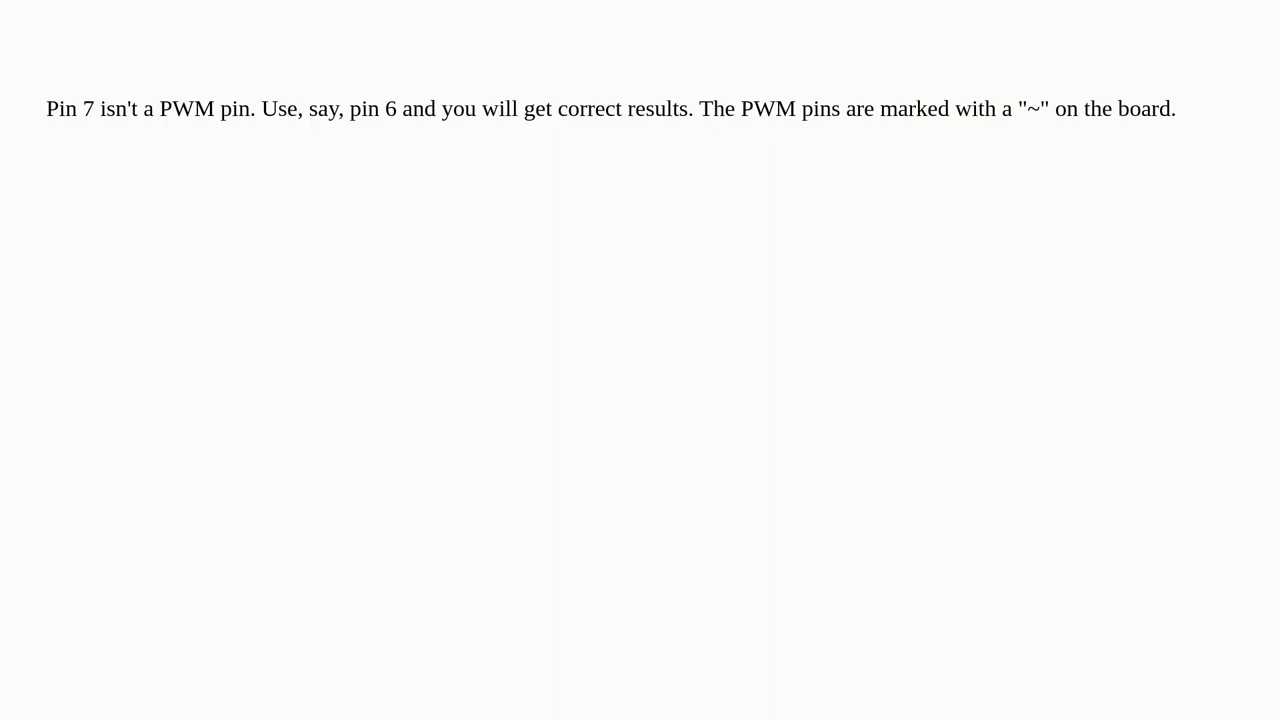 Pin 7 isn't a PWM pin. Use, say, pin 6 and you will get correct results. The PWM pins are marked with a "~" on the board.